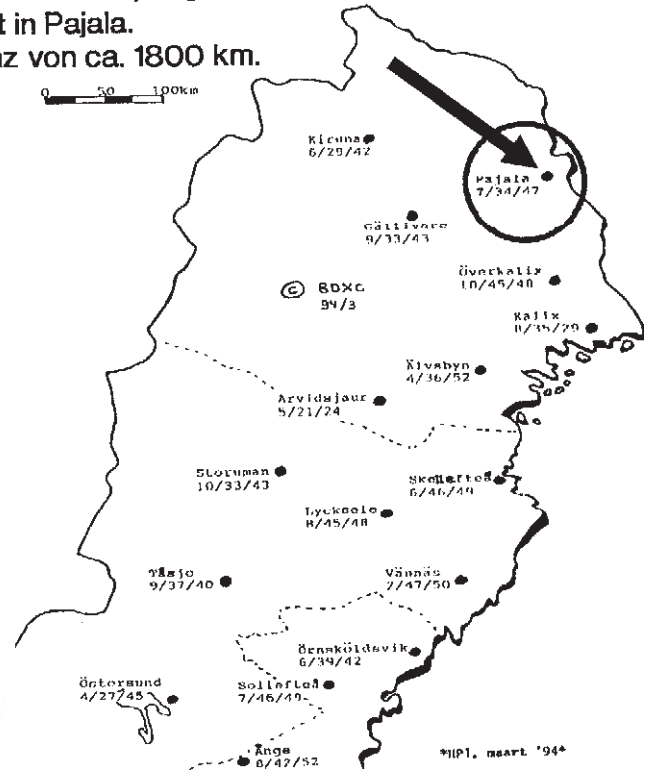 t in Pajala.
nz von ca. 1800 km.
0 50 100km
Kiruna
6/29/42
Pajala
7/34/47
Gällivare
9/33/43
Överkalix
10/45/48
© BDXC
94/3
Kalix
8/35/29
Älvsbyn
4/36/52
Arvidsjaur
5/21/24
Storuman
10/33/43
Skellefteå
6/46/49
Lycksele
8/45/48
Tåsjö
9/37/40
Vännäs
2/47/50
Örnsköldsvik
6/39/42
Östersund
4/27/45
Sollefteå
7/46/49
Ånge
8/42/52
*HPI, maart '94*